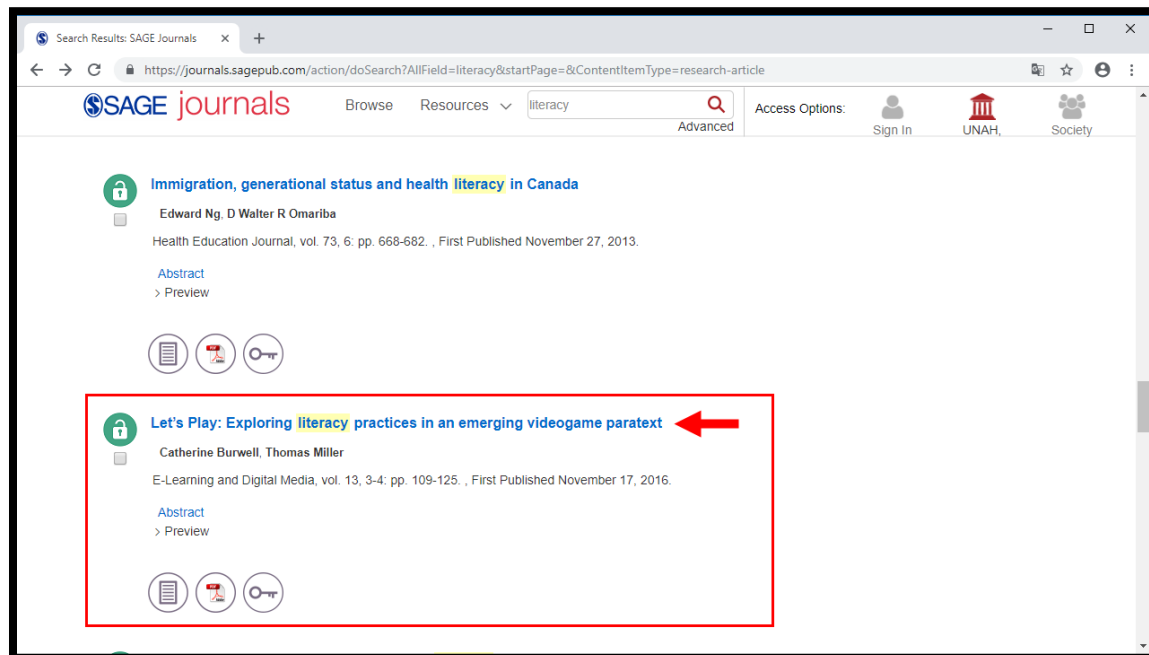 Search Results: SAGE Journals
https://journals.sagepub.com/action/doSearch?AllField=literacy&startPage=&ContentItemType=research-article
SAGE journals Browse Resources literacy Access Options:
Advanced Sign In UNAH, Society
Immigration, generational status and health literacy in Canada
Edward Ng, D Walter R Omariba
Health Education Journal, vol. 73, 6: pp. 668-682. , First Published November 27, 2013.
Abstract
> Preview
PDF
Let's Play: Exploring literacy practices in an emerging videogame paratext
Catherine Burwell, Thomas Miller
E-Learning and Digital Media, vol. 13, 3-4: pp. 109-125. , First Published November 17, 2016.
Abstract
> Preview
PDF